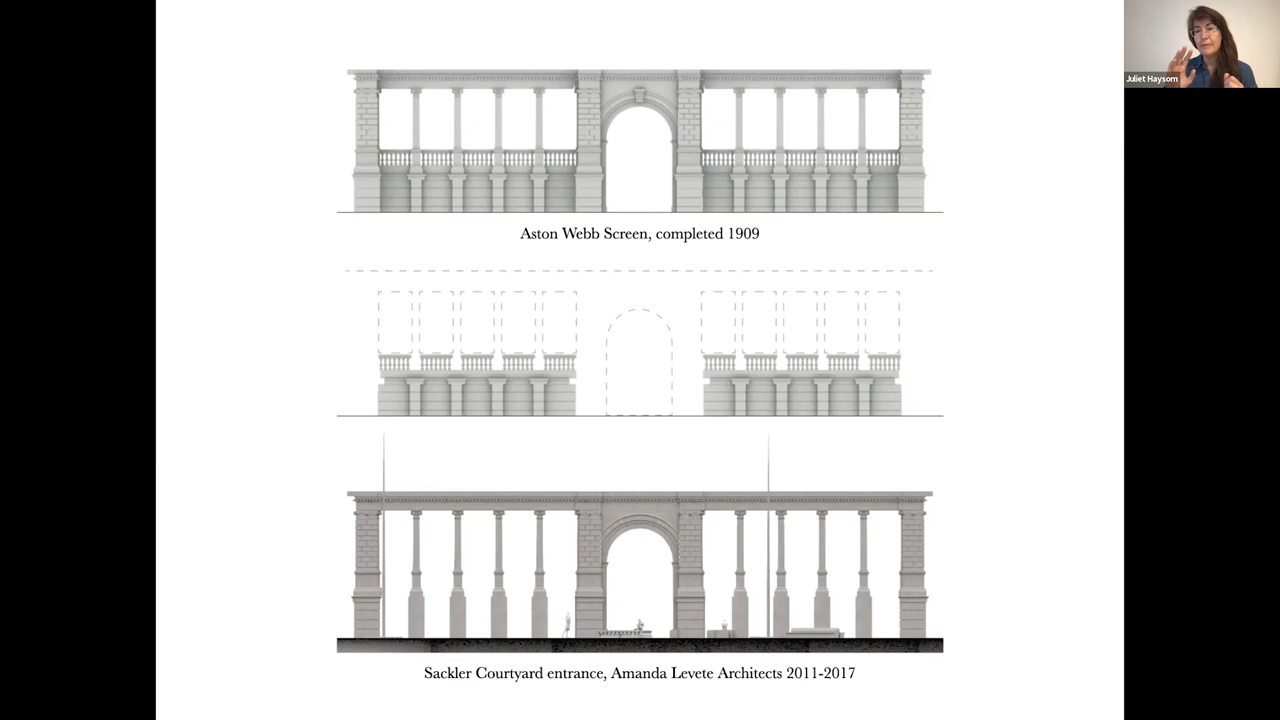 Juliet Haysom
Aston Webb Screen, completed 1909
Sackler Courtyard entrance, Amanda Levete Architects 2011-2017